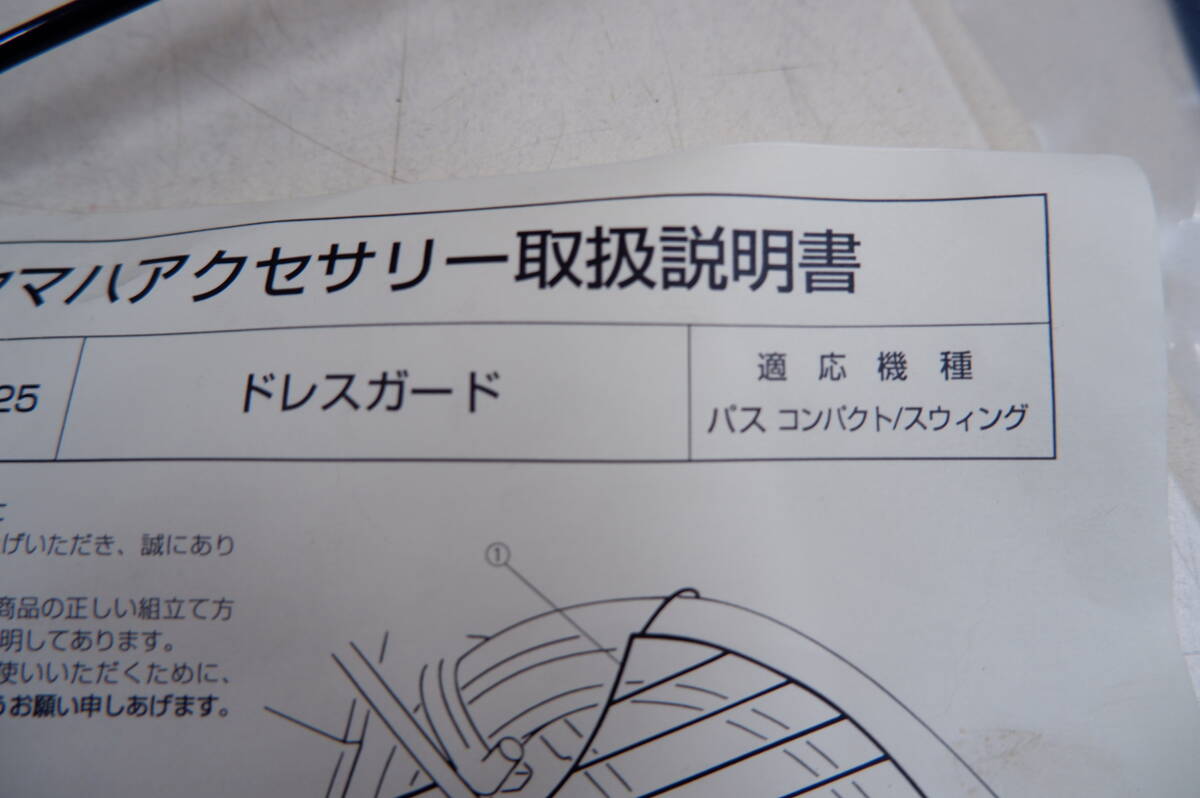 ヤマハアクセサリー取扱説明書
25
ドレスガード
適応機種
パス コンパクト/スウィング
げいただき、誠にあり
商品の正しい組立て方
明してあります。
使いいただくために、
うお願い申しあげます。
①